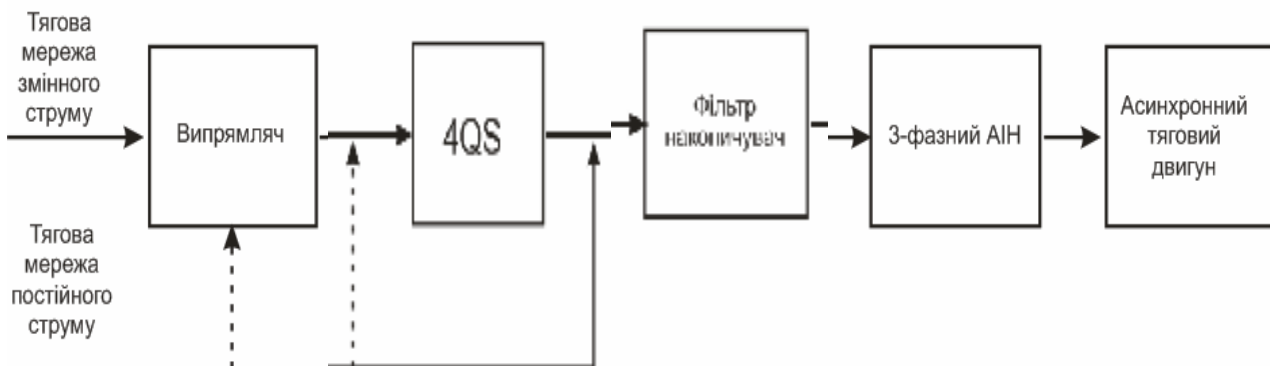 Тягова
мережа
змінного
струму
Випрямляч
4QS
Фільтр
накопичувач
3-фазний АІН
Асинхронний
тяговий
двигун
Тягова
мережа
постійного
струму